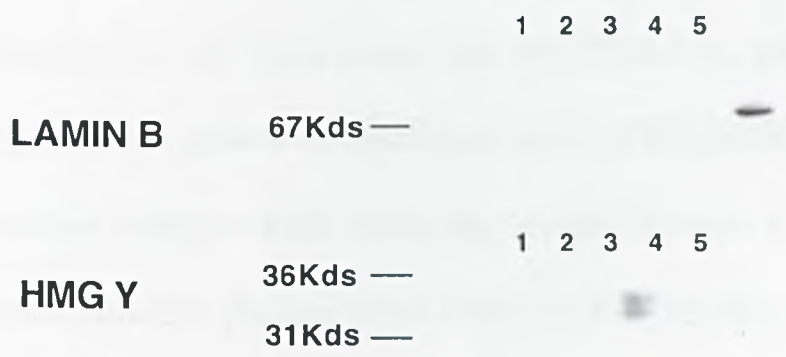 1 2 3 4 5
LAMIN B 67Kds —
1 2 3 4 5
36Kds —
HMG Y
31Kds —